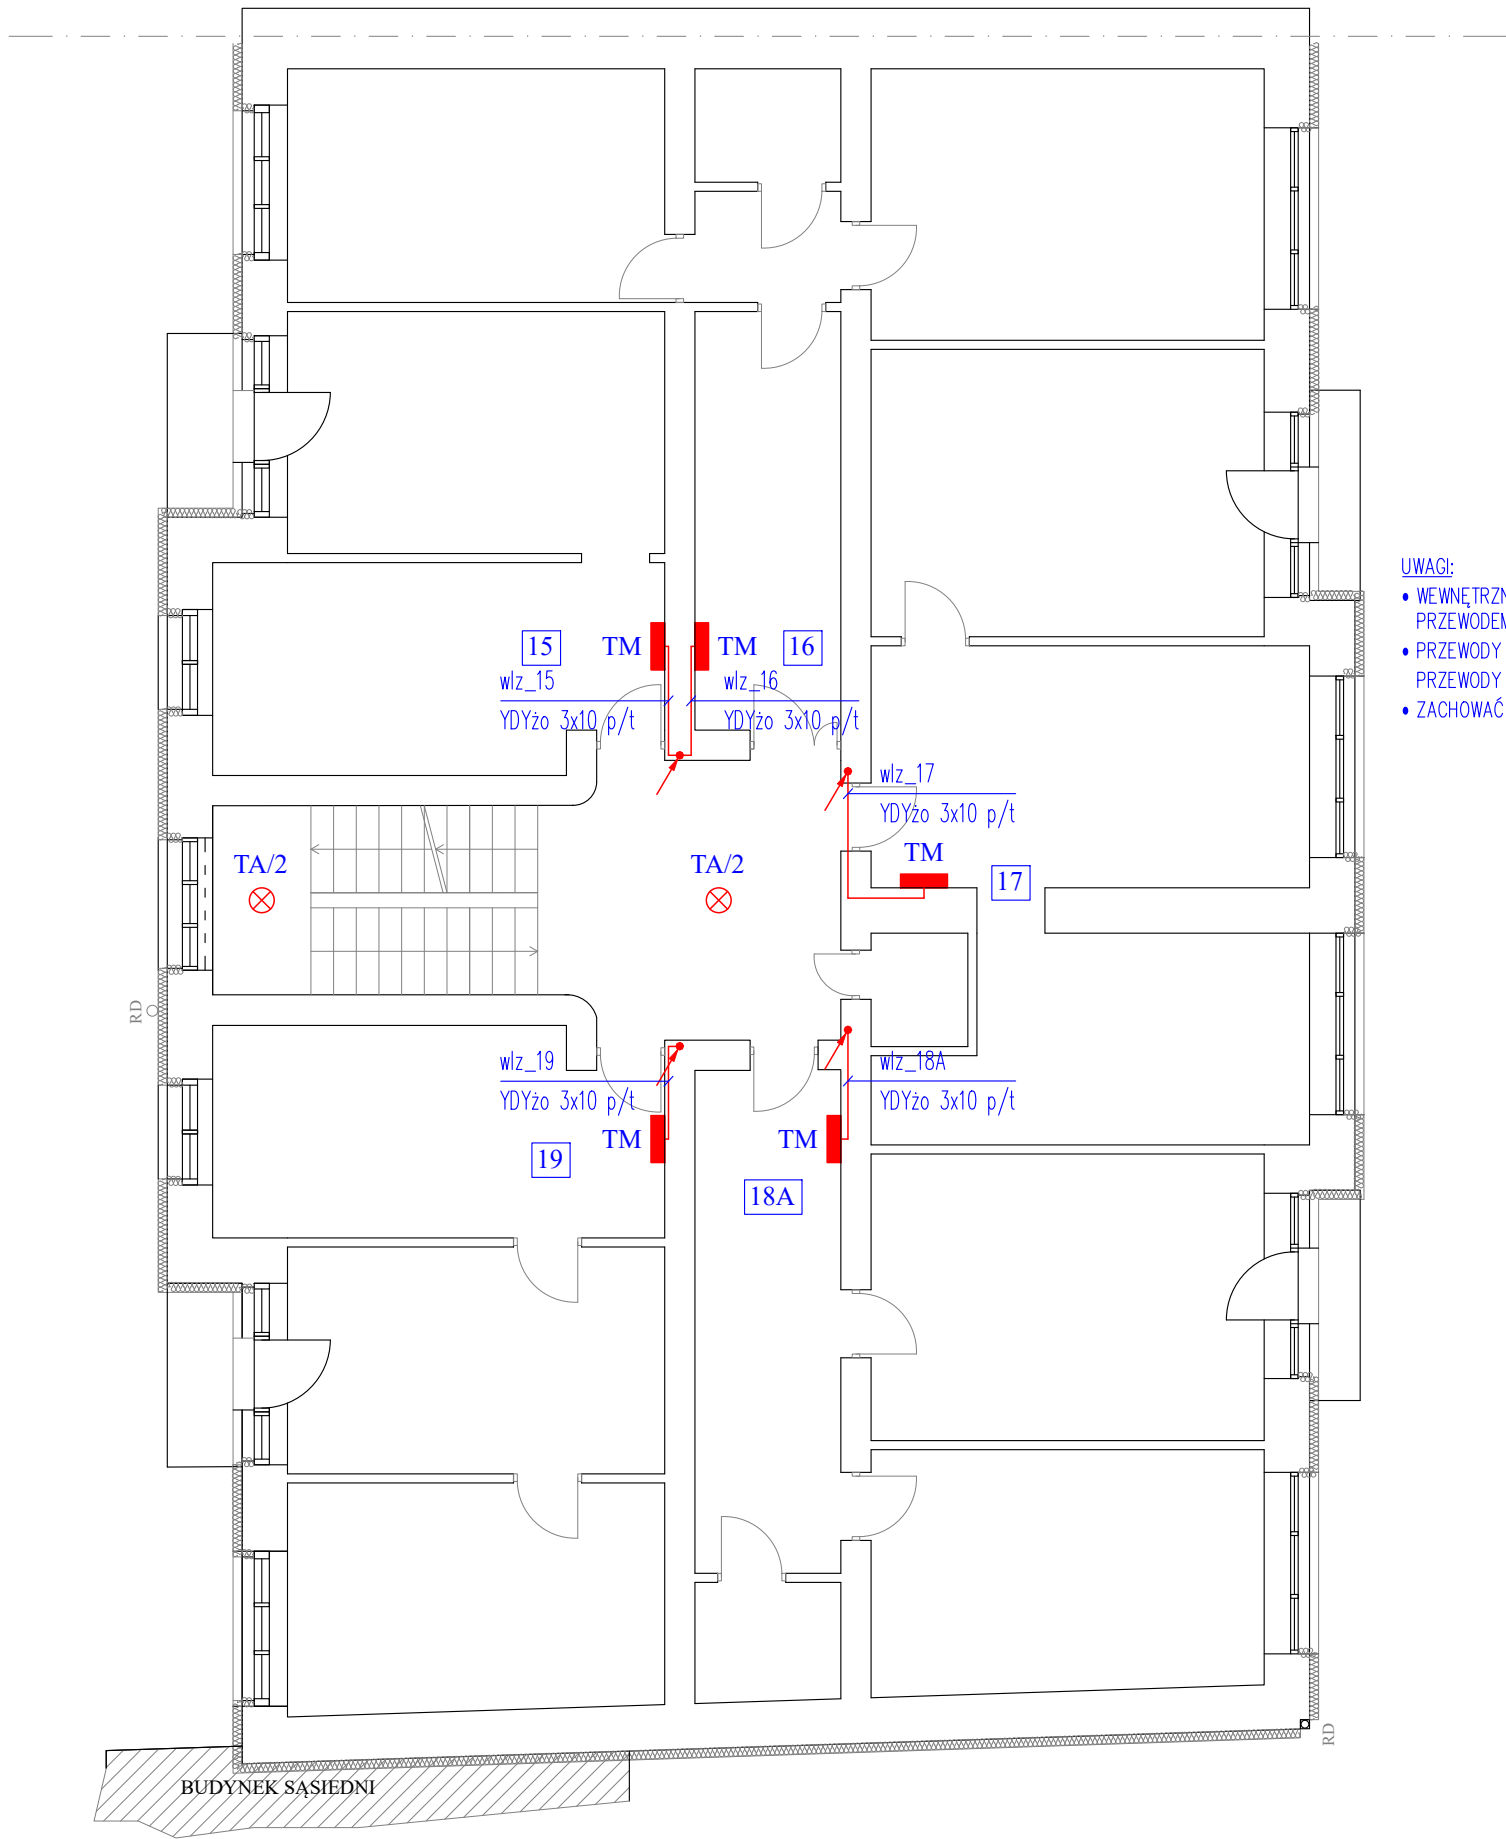 UWAGI:
• WEWNĘTRZN
PRZEWODEM
• PRZEWODY
PRZEWODY
• ZACHOWAĆ
15
TM
TM
16
wlz_15
YDYżo 3x10 p/t
wlz_16
YDYżo 3x10 p/t
wlz_17
YDYżo 3x10 p/t
TM
17
TA/2
TA/2
RD
wlz_19
YDYżo 3x10 p/t
wlz_18A
YDYżo 3x10 p/t
TM
TM
19
18A
RD
BUDYNEK SĄSIEDNI